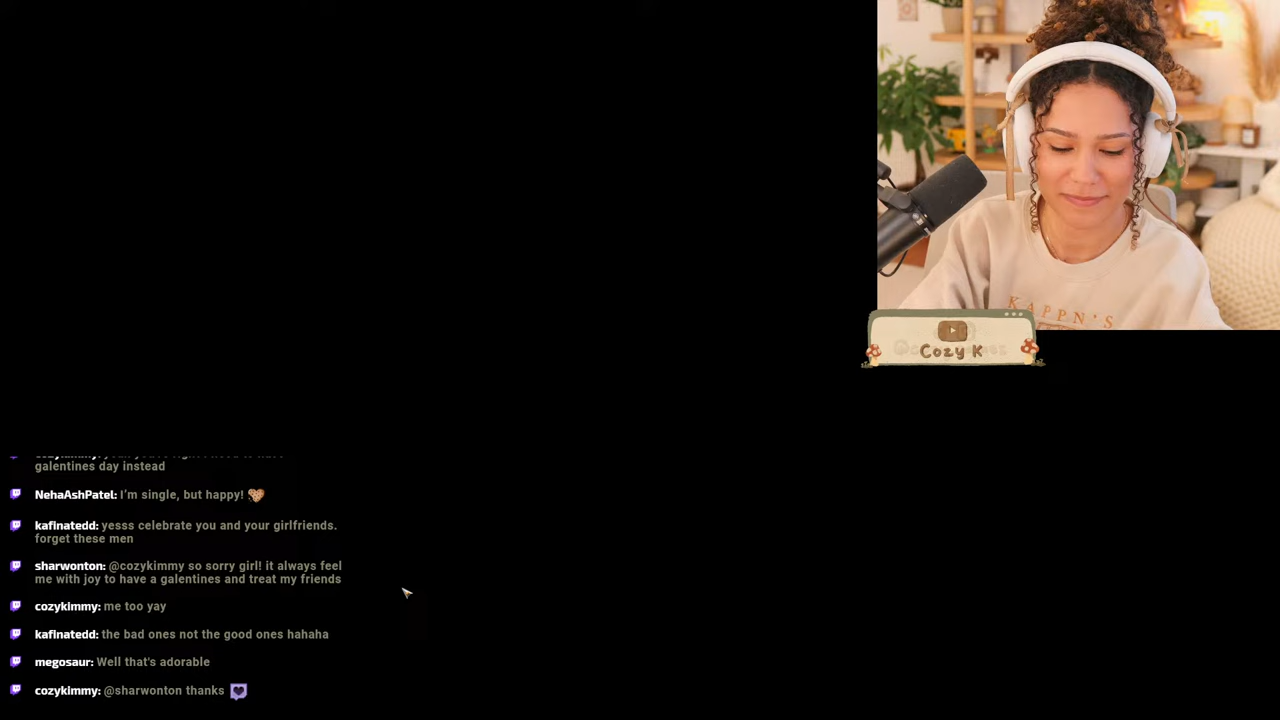 KAPPN'S
Cozy K
galentines day instead
NehaAshPatel: I'm single, but happy!
kafinatedd: yesss celebrate you and your girlfriends.
forget these men
sharwonton: @cozykimmy so sorry girl! it always feel
me with joy to have a galentines and treat my friends
cozykimmy: me too yay
kafinatedd: the bad ones not the good ones hahaha
megosaur: Well that's adorable
cozykimmy: @sharwonton thanks